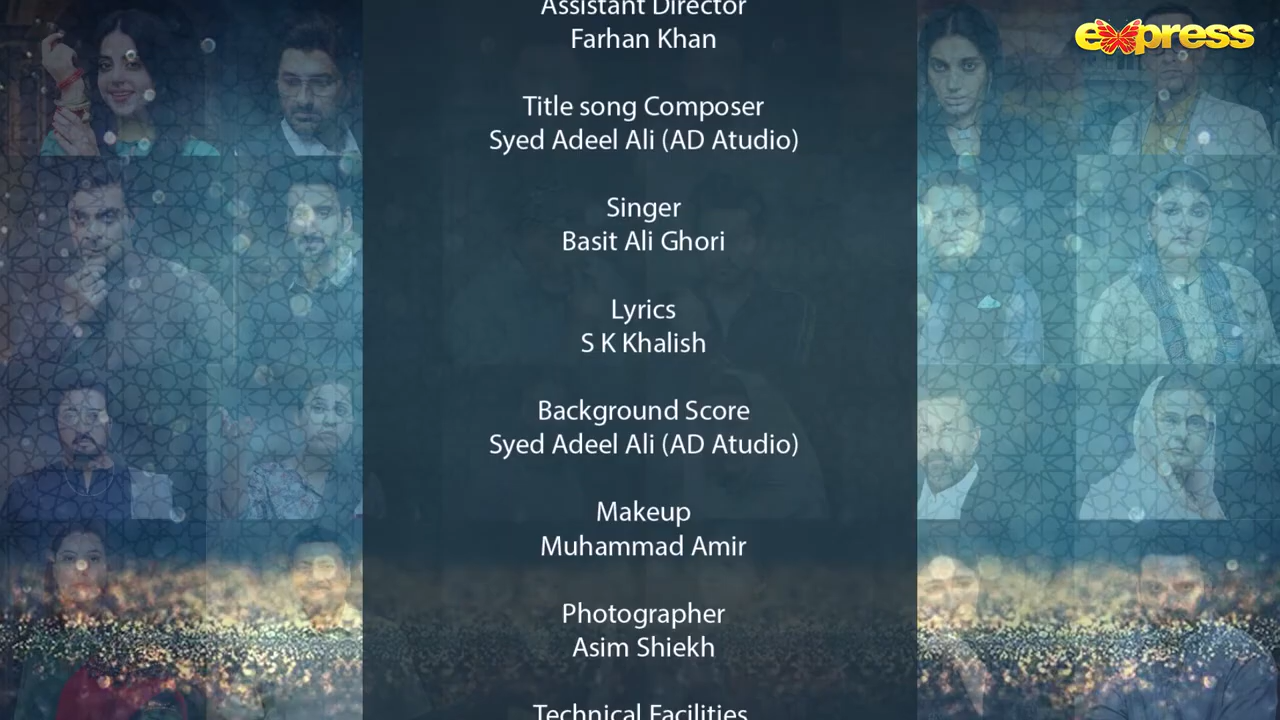 Assistant Director
Farhan Khan
express
Title song Composer
Syed Adeel Ali (AD Atudio)
Singer
Basit Ali Ghori
Lyrics
S K Khalish
Background Score
Syed Adeel Ali (AD Atudio)
Makeup
Muhammad Amir
Photographer
Asim Shiekh
Technical Facilities